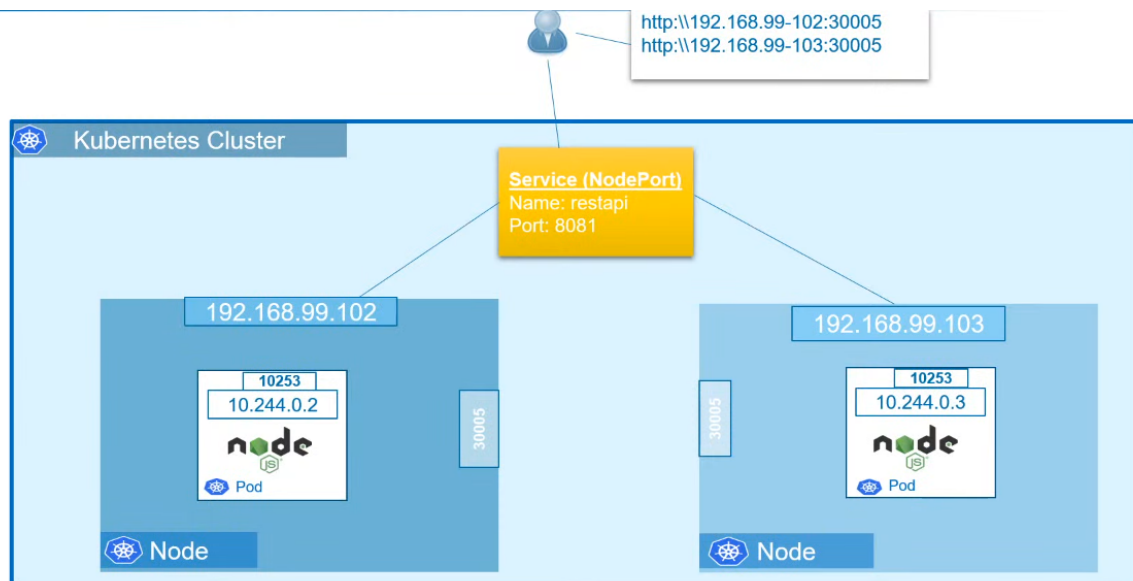 http:\\192.168.99-102:30005
http:\\192.168.99-103:30005
Kubernetes Cluster
Service (NodePort)
Name: restapi
Port: 8081
192.168.99.102
10253
10.244.0.2
node
JS
Pod
30005
Node
192.168.99.103
30005
10253
10.244.0.3
node
JS
Pod
Node